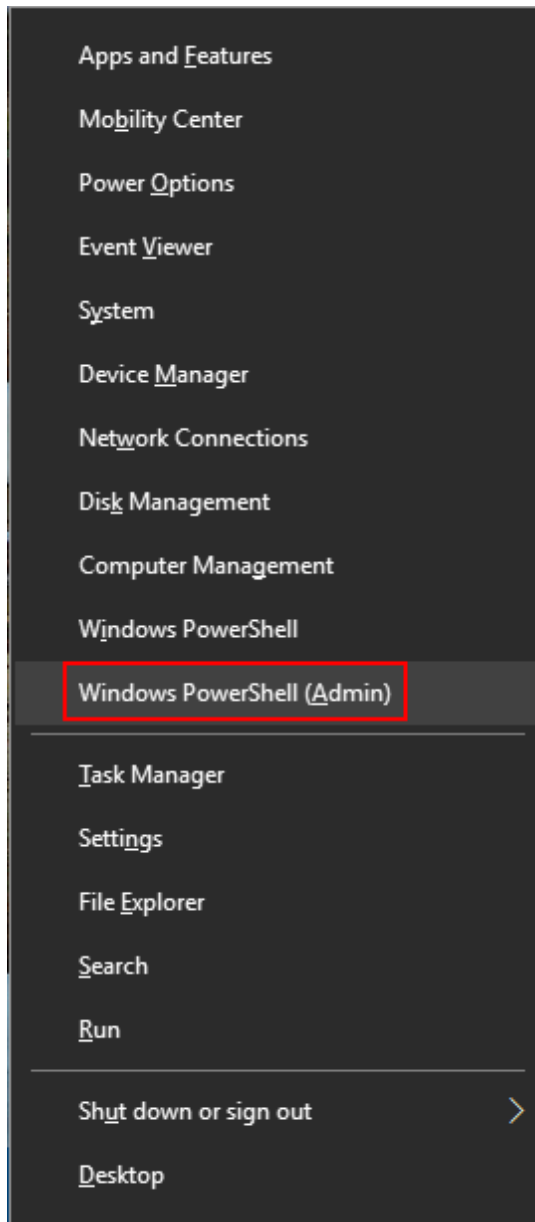 Apps and Features
Mobility Center
Power Options
Event Viewer
System
Device Manager
Network Connections
Disk Management
Computer Management
Windows PowerShell
Windows PowerShell (Admin)
Task Manager
Settings
File Explorer
Search
Run
Shut down or sign out
Desktop